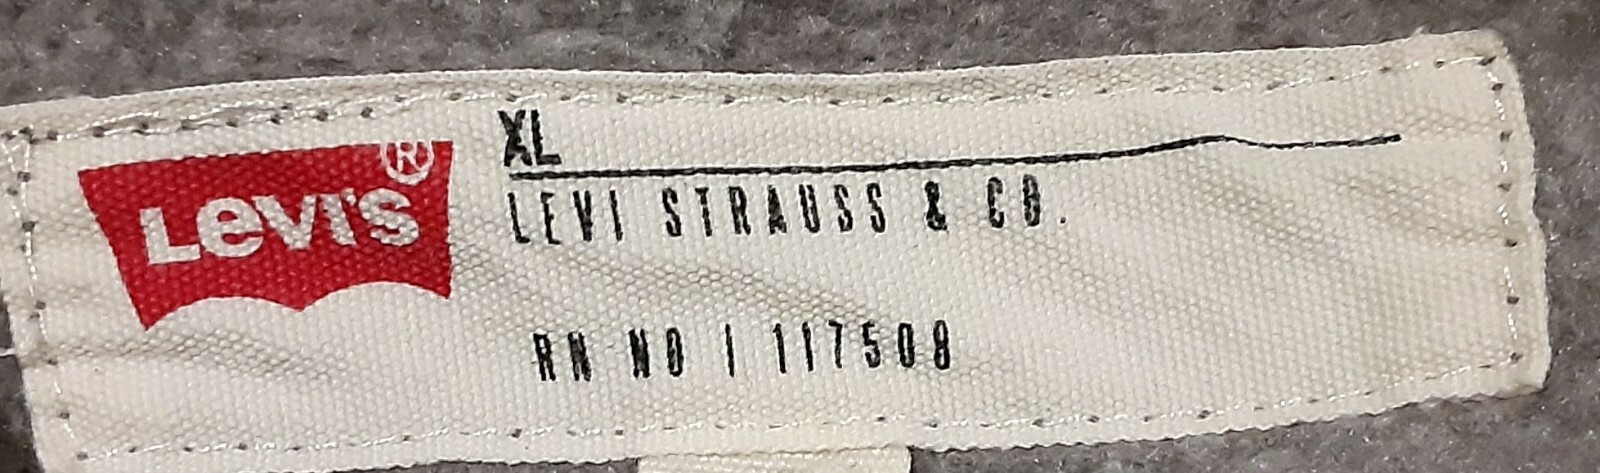 Levi's®
XL
LEVI STRAUSS & CO.
RN NO | 117508